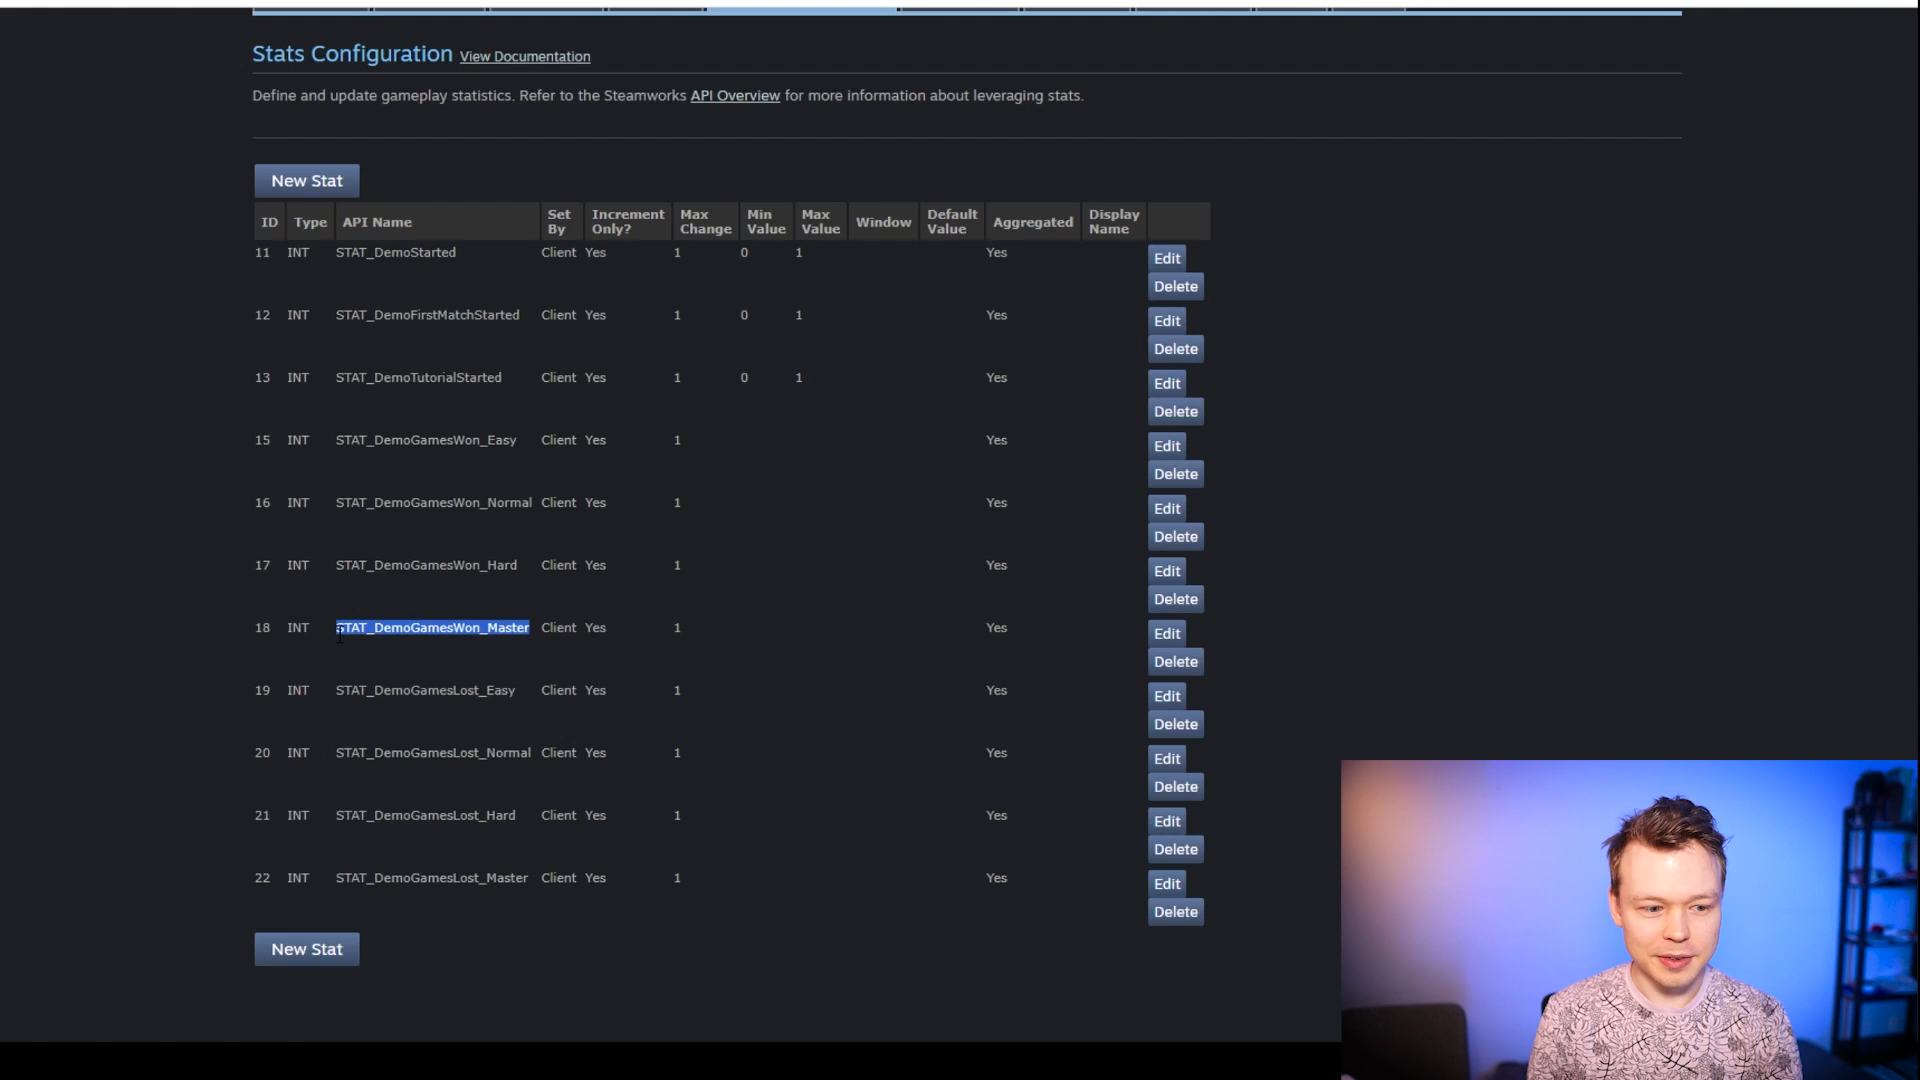 Stats Configuration View Documentation
Define and update gameplay statistics. Refer to the Steamworks API Overview for more information about leveraging stats.
New Stat
ID Type API Name Set By Increment Only? Max Change Min Value Max Value Window Default Value Aggregated Display Name
11 INT STAT_DemoStarted Client Yes 1 0 1 Yes Edit
Delete
12 INT STAT_DemoFirstMatchStarted Client Yes 1 0 1 Yes Edit
Delete
13 INT STAT_DemoTutorialStarted Client Yes 1 0 1 Yes Edit
Delete
15 INT STAT_DemoGamesWon_Easy Client Yes 1 Yes Edit
Delete
16 INT STAT_DemoGamesWon_Normal Client Yes 1 Yes Edit
Delete
17 INT STAT_DemoGamesWon_Hard Client Yes 1 Yes Edit
Delete
18 INT STAT_DemoGamesWon_Master Client Yes 1 Yes Edit
Delete
19 INT STAT_DemoGamesLost_Easy Client Yes 1 Yes Edit
Delete
20 INT STAT_DemoGamesLost_Normal Client Yes 1 Yes Edit
Delete
21 INT STAT_DemoGamesLost_Hard Client Yes 1 Yes Edit
Delete
22 INT STAT_DemoGamesLost_Master Client Yes 1 Yes Edit
Delete
New Stat